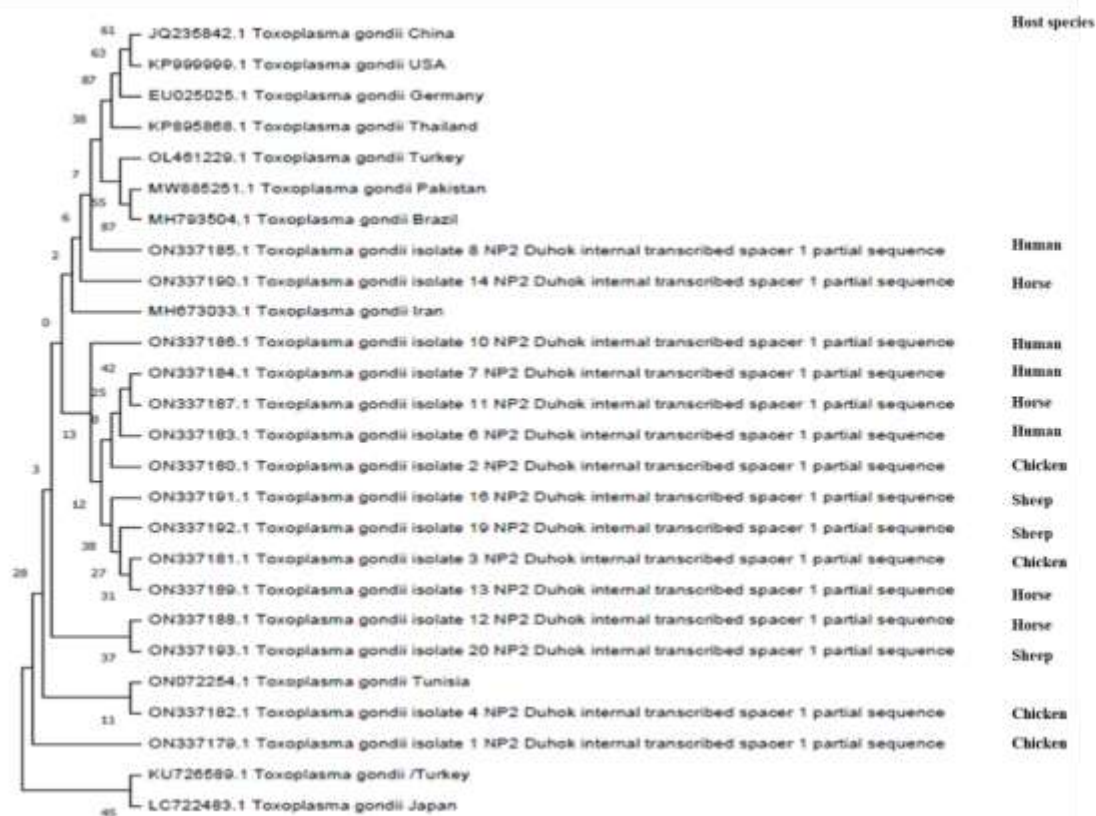 Host species
61
JQ235842.1 Toxoplasma gondii China
63
KP999999.1 Toxoplasma gondii USA
87
EU025025.1 Toxoplasma gondii Germany
38
KP895868.1 Toxoplasma gondii Thailand
OL461229.1 Toxoplasma gondii Turkey
7
MW885251.1 Toxoplasma gondii Pakistan
55
MH793504.1 Toxoplasma gondii Brazil
6
87
ON337185.1 Toxoplasma gondii isolate 8 NP2 Duhok internal transcribed spacer 1 partial sequence Human
2
ON337190.1 Toxoplasma gondii isolate 14 NP2 Duhok internal transcribed spacer 1 partial sequence Horse
MH673033.1 Toxoplasma gondii Iran
0
ON337186.1 Toxoplasma gondii isolate 10 NP2 Duhok internal transcribed spacer 1 partial sequence Human
42
ON337184.1 Toxoplasma gondii isolate 7 NP2 Duhok internal transcribed spacer 1 partial sequence Human
25
ON337187.1 Toxoplasma gondii isolate 11 NP2 Duhok internal transcribed spacer 1 partial sequence Horse
13
ON337183.1 Toxoplasma gondii isolate 6 NP2 Duhok internal transcribed spacer 1 partial sequence Human
3
ON337180.1 Toxoplasma gondii isolate 2 NP2 Duhok internal transcribed spacer 1 partial sequence Chicken
12
ON337191.1 Toxoplasma gondii isolate 16 NP2 Duhok internal transcribed spacer 1 partial sequence Sheep
ON337192.1 Toxoplasma gondii isolate 19 NP2 Duhok internal transcribed spacer 1 partial sequence Sheep
38
ON337181.1 Toxoplasma gondii isolate 3 NP2 Duhok internal transcribed spacer 1 partial sequence Chicken
28
27
ON337189.1 Toxoplasma gondii isolate 13 NP2 Duhok internal transcribed spacer 1 partial sequence Horse
31
ON337188.1 Toxoplasma gondii isolate 12 NP2 Duhok internal transcribed spacer 1 partial sequence Horse
ON337193.1 Toxoplasma gondii isolate 20 NP2 Duhok internal transcribed spacer 1 partial sequence Sheep
37
ON072254.1 Toxoplasma gondii Tunisia
ON337182.1 Toxoplasma gondii isolate 4 NP2 Duhok internal transcribed spacer 1 partial sequence Chicken
11
ON337179.1 Toxoplasma gondii isolate 1 NP2 Duhok internal transcribed spacer 1 partial sequence Chicken
KU726589.1 Toxoplasma gondii /Turkey
LC722483.1 Toxoplasma gondii Japan